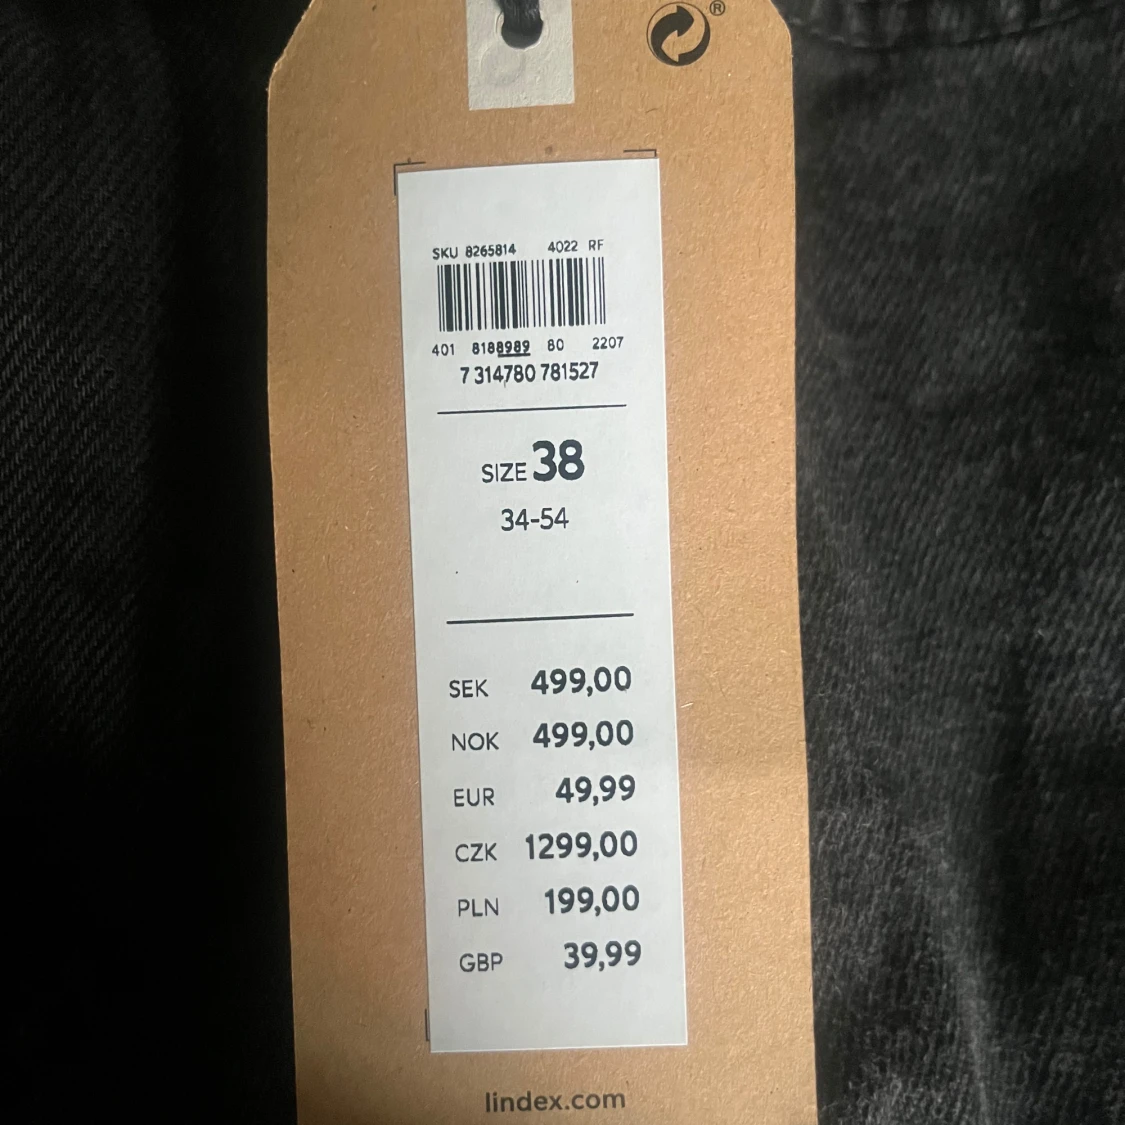 ®
SKU 8265814 4022 RF
401 8188989 80 2207
7 314780 781527
SIZE 38
34-54
SEK 499,00
NOK 499,00
EUR 49,99
CZK 1299,00
PLN 199,00
GBP 39,99
lindex.com